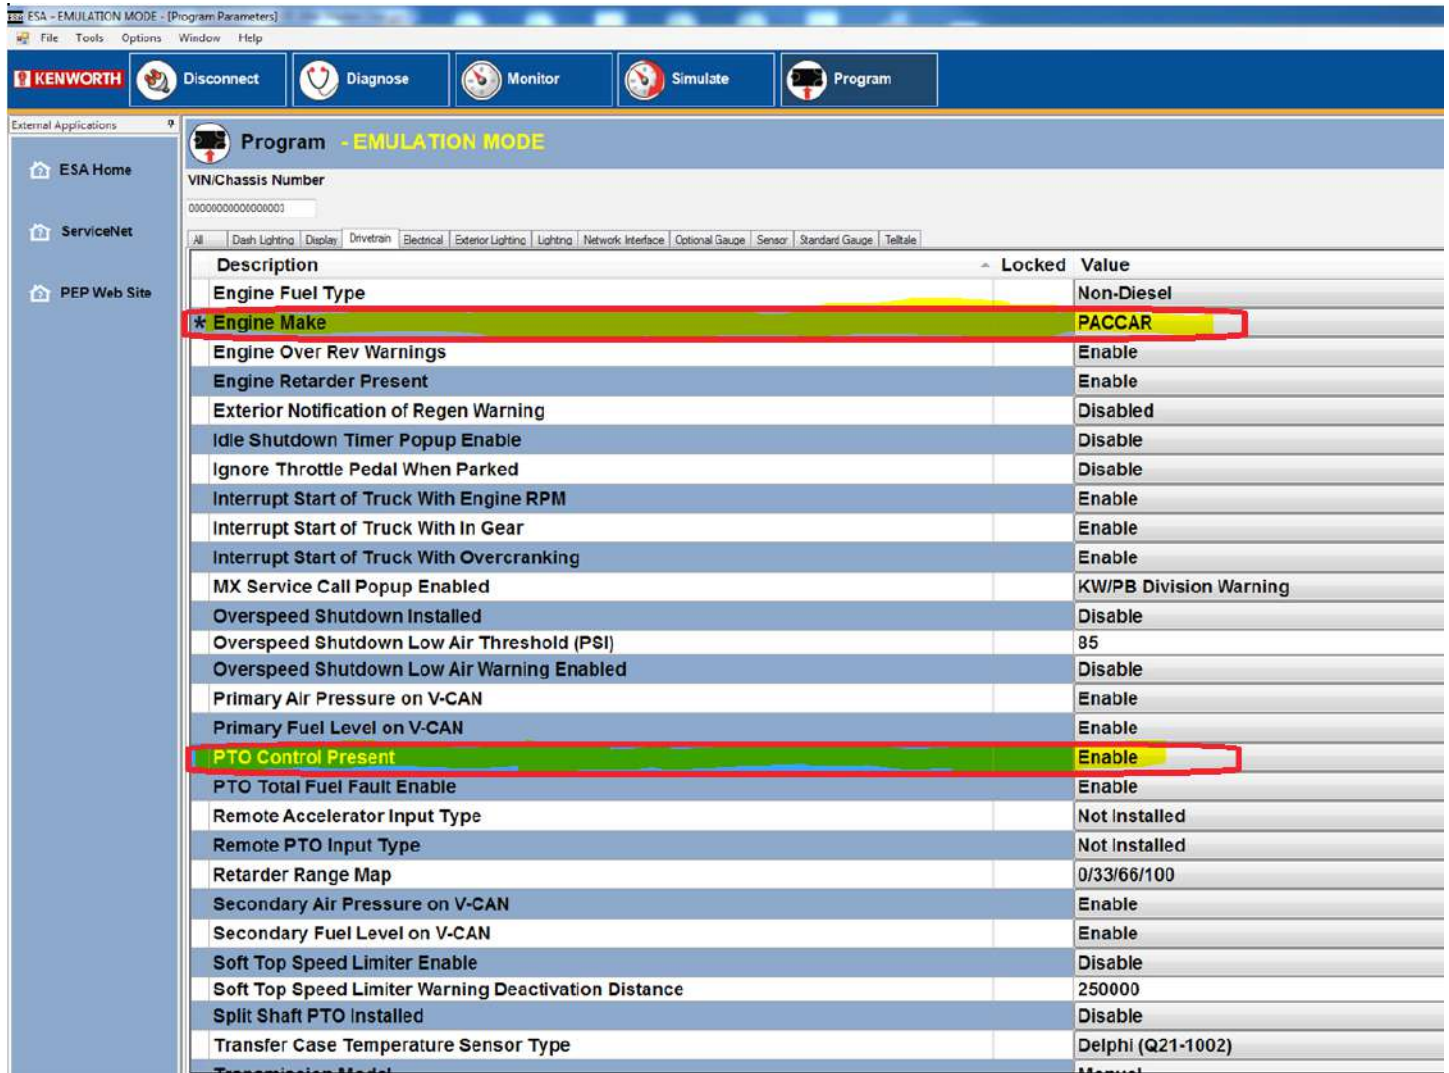 ESA - EMULATION MODE - [Program Parameters]
File Tools Options Window Help
KENWORTH Disconnect Diagnose Monitor Simulate Program
External Applications
ESA Home
ServiceNet
PEP Web Site
Program - EMULATION MODE
VIN/Chassis Number
00000000000000003
All Dash Lighting Display Drivetrain Electrical Exterior Lighting Lighting Network Interface Optional Gauge Sensor Standard Gauge Telltale
Description Locked Value
Engine Fuel Type Non-Diesel
* Engine Make PACCAR
Engine Over Rev Warnings Enable
Engine Retarder Present Enable
Exterior Notification of Regen Warning Disabled
Idle Shutdown Timer Popup Enable Disable
Ignore Throttle Pedal When Parked Disable
Interrupt Start of Truck With Engine RPM Enable
Interrupt Start of Truck With In Gear Enable
Interrupt Start of Truck With Overcranking Enable
MX Service Call Popup Enabled KW/PB Division Warning
Overspeed Shutdown Installed Disable
Overspeed Shutdown Low Air Threshold (PSI) 85
Overspeed Shutdown Low Air Warning Enabled Disable
Primary Air Pressure on V-CAN Enable
Primary Fuel Level on V-CAN Enable
PTO Control Present Enable
PTO Total Fuel Fault Enable Enable
Remote Accelerator Input Type Not Installed
Remote PTO Input Type Not Installed
Retarder Range Map 0/33/66/100
Secondary Air Pressure on V-CAN Enable
Secondary Fuel Level on V-CAN Enable
Soft Top Speed Limiter Enable Disable
Soft Top Speed Limiter Warning Deactivation Distance 250000
Split Shaft PTO Installed Disable
Transfer Case Temperature Sensor Type Delphi (Q21-1002)
Transmission Model Manual